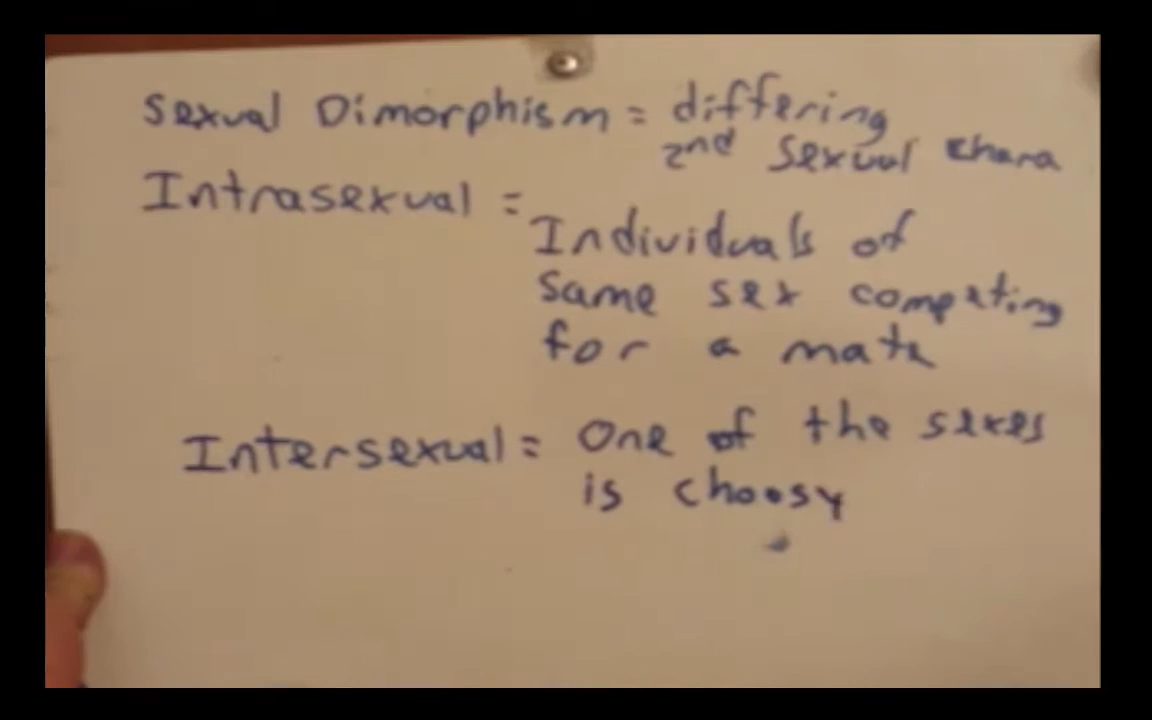 Sexual Dimorphism = differing
2nd sexual chara
Intrasexual =
Individuals of
same sex competing
for a mate
Intersexual = One of the sexes
is choosy